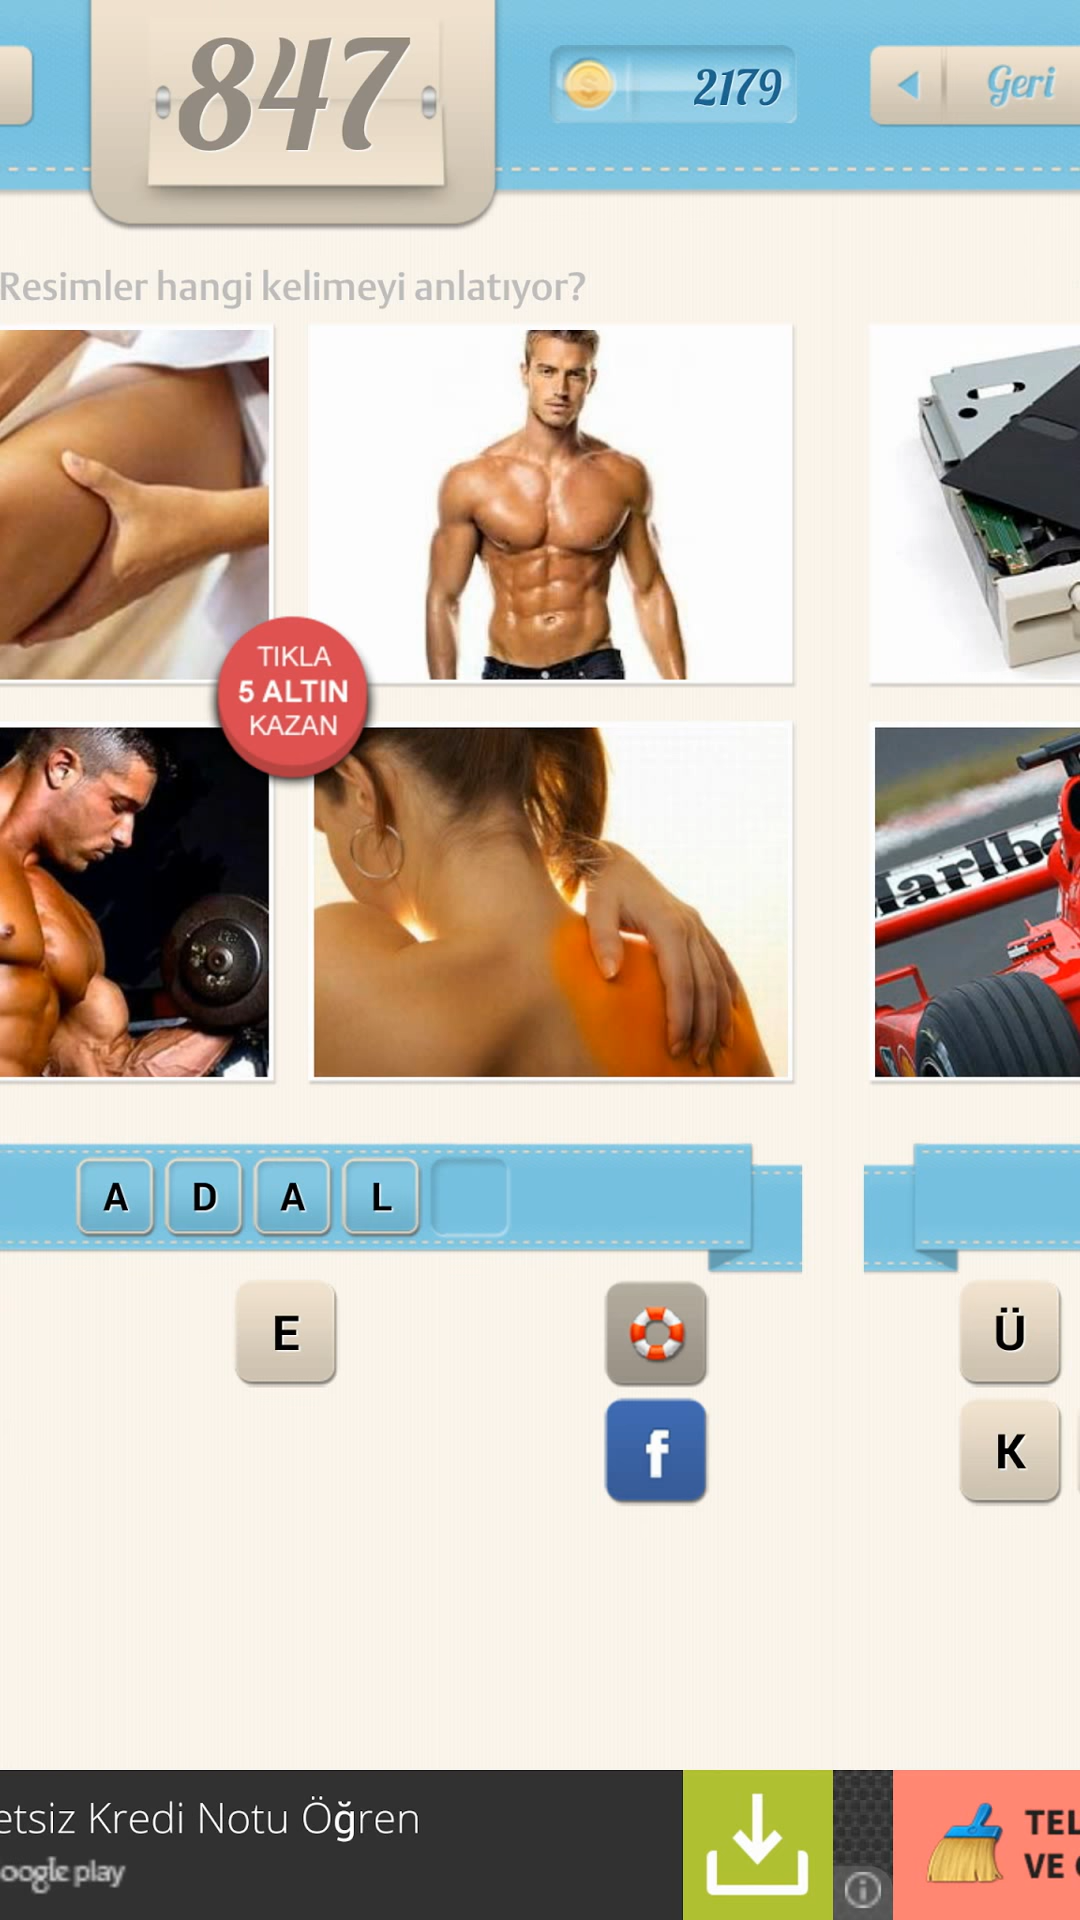 847
2179
Geri
Resimler hangi kelimeyi anlatıyor?
TIKLA
5 ALTIN
KAZAN
A D A L
E
Ü
f
K
etsiz Kredi Notu Öğren
oogle play
TEL
VE